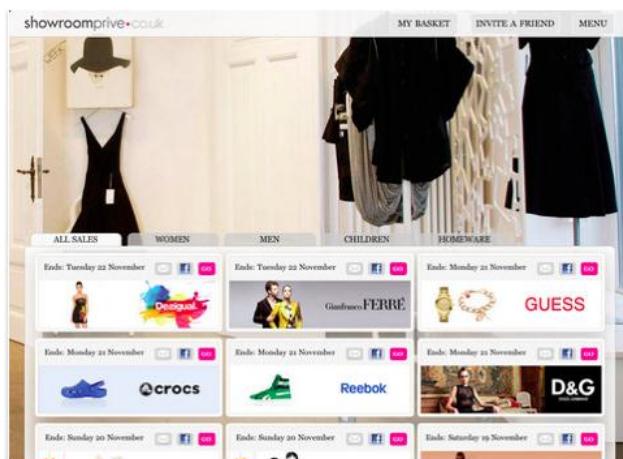 showroomprive•co.uk
MY BASKET INVITE A FRIEND MENU
ALL SALES WOMEN MEN CHILDREN HOMEWARE
Ends: Tuesday 22 November GO
Desigual.
Ends: Tuesday 22 November GO
Gianfranco FERRÉ
Ends: Monday 21 November GO
GUESS
Ends: Monday 21 November GO
crocs
Ends: Monday 21 November GO
Reebok
Ends: Monday 21 November GO
D&G
Ends: Sunday 20 November GO
Ends: Sunday 20 November GO
Ends: Saturday 19 November GO